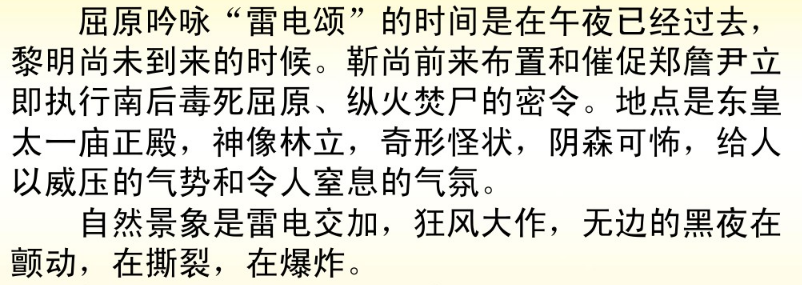 屈原吟咏“雷电颂”的时间是在午夜已经过去，
黎明尚未到来的时候。靳尚前来布置和催促郑詹尹立
即执行南后毒死屈原、纵火焚尸的密令。地点是东皇
太一庙正殿，神像林立，奇形怪状，阴森可怖，给人
以威压的气势和令人窒息的气氛。
自然景象是雷电交加，狂风大作，无边的黑夜在
颤动，在撕裂，在爆炸。